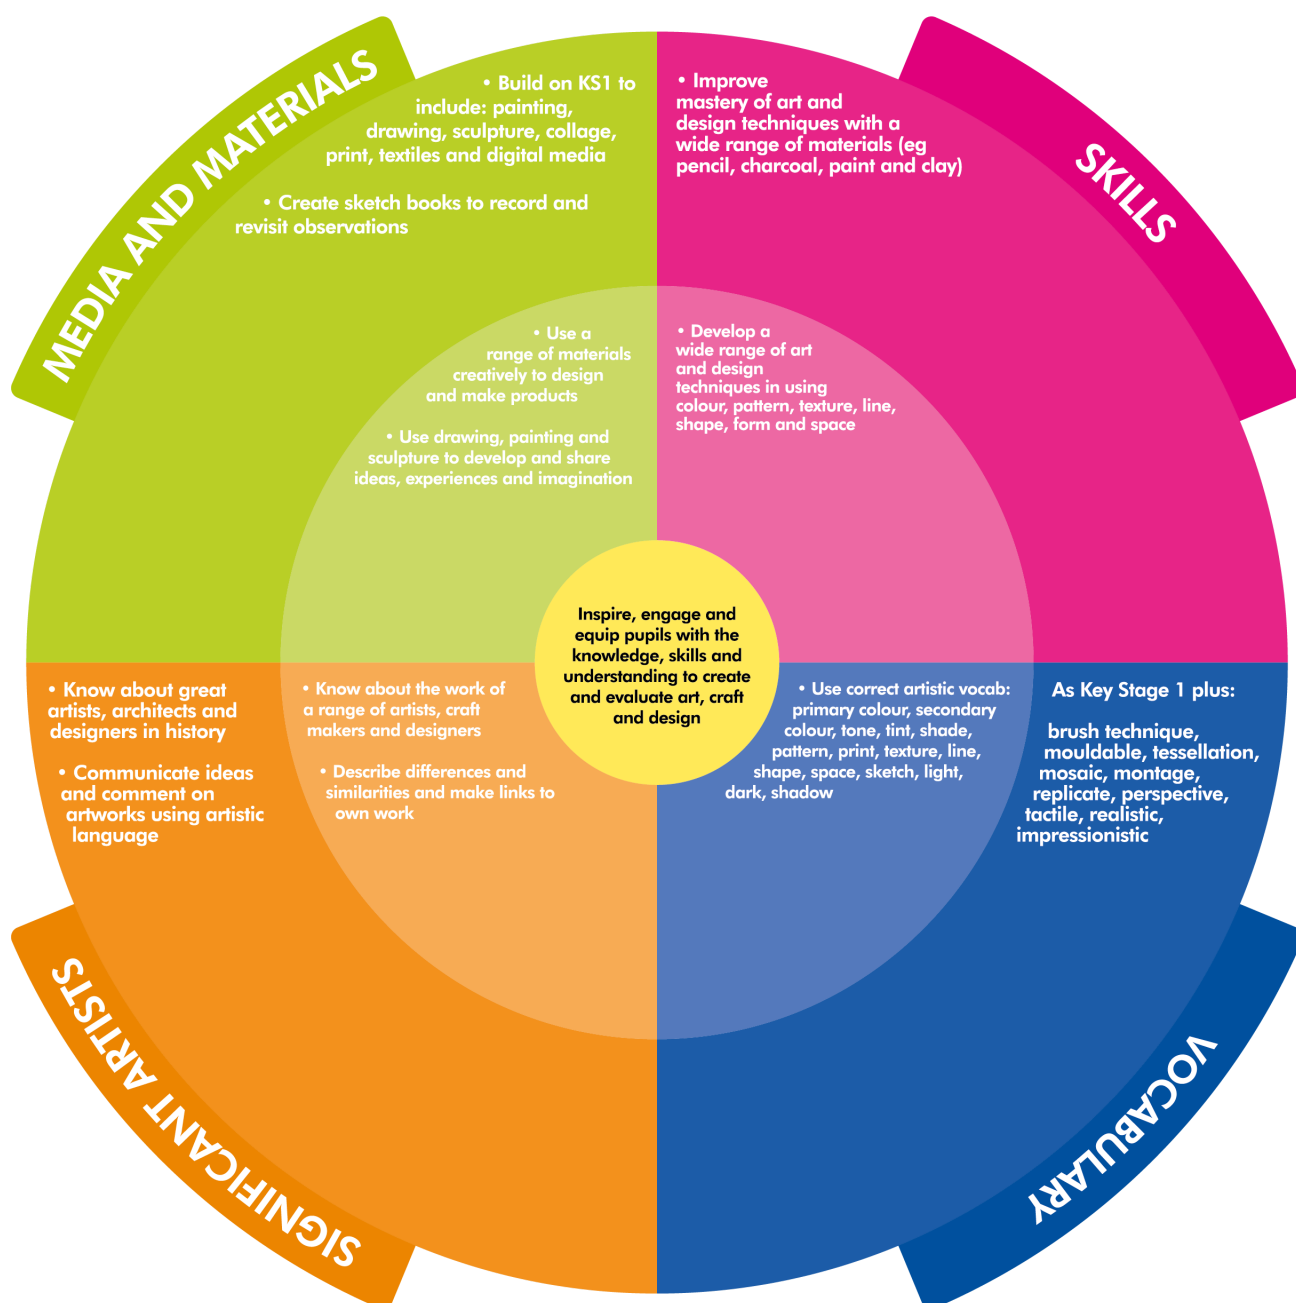 MEDIA AND MATERIALS
• Build on KS1 to
include: painting,
drawing, sculpture, collage,
print, textiles and digital media
• Create sketch books to record and
revisit observations
• Use a
range of materials
creatively to design
and make products
• Use drawing, painting and
sculpture to develop and share
ideas, experiences and imagination
SKILLS
• Improve
mastery of art and
design techniques with a
wide range of materials (eg
pencil, charcoal, paint and clay)
• Develop a
wide range of art
and design
techniques in using
colour, pattern, texture, line,
shape, form and space
Inspire, engage and
equip pupils with the
knowledge, skills and
understanding to create
and evaluate art, craft
and design
• Know about great
artists, architects and
designers in history
• Communicate ideas
and comment on
artworks using artistic
language
• Know about the work of
a range of artists, craft
makers and designers
• Describe differences and
similarities and make links to
own work
SIGNIFICANT ARTISTS
• Use correct artistic vocab:
primary colour, secondary
colour, tone, tint, shade,
pattern, print, texture, line,
shape, space, sketch, light,
dark, shadow
As Key Stage 1 plus:
brush technique,
mouldable, tessellation,
mosaic, montage,
replicate, perspective,
tactile, realistic,
impressionistic
VOCABULARY